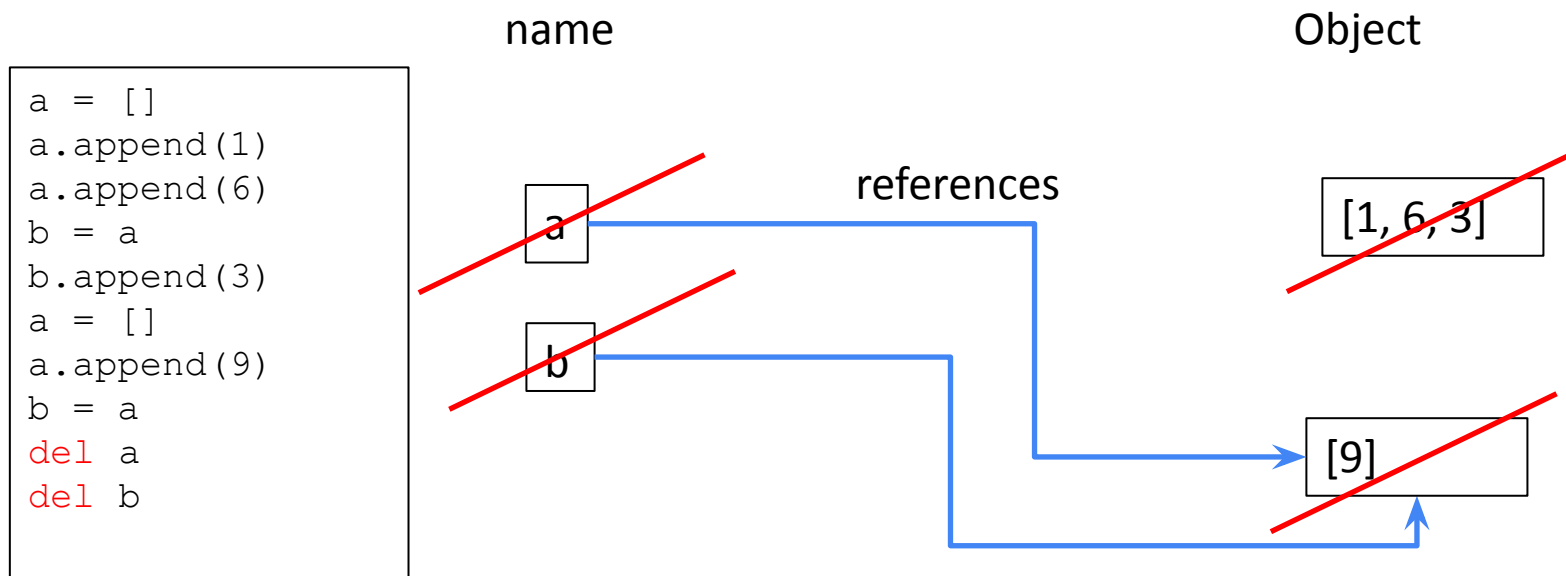 name
Object
a = []
a.append(1)
a.append(6)
b = a
b.append(3)
a = []
a.append(9)
b = a
del a
del b
a
references
[1, 6, 3]
b
[9]